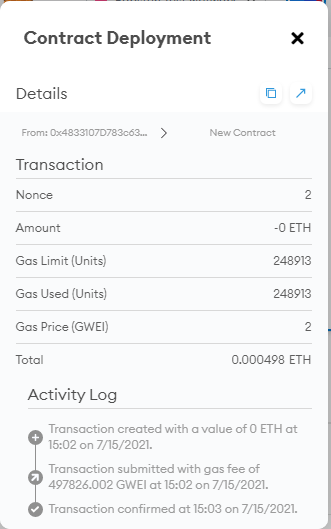 Contract Deployment
Details
From: 0x4833107D783c63... New Contract
Transaction
Nonce 2
Amount -0 ETH
Gas Limit (Units) 248913
Gas Used (Units) 248913
Gas Price (GWEI) 2
Total 0.000498 ETH
Activity Log
Transaction created with a value of 0 ETH at
15:02 on 7/15/2021.
Transaction submitted with gas fee of
497826.002 GWEI at 15:02 on 7/15/2021.
Transaction confirmed at 15:03 on 7/15/2021.